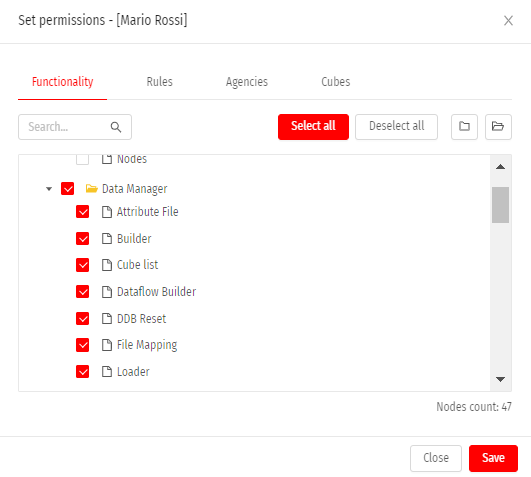 Set permissions - [Mario Rossi]
Functionality Rules Agencies Cubes
Search... Select all Deselect all
Nodes
Data Manager
Attribute File
Builder
Cube list
Dataflow Builder
DDB Reset
File Mapping
Loader
Nodes count: 47
Close Save